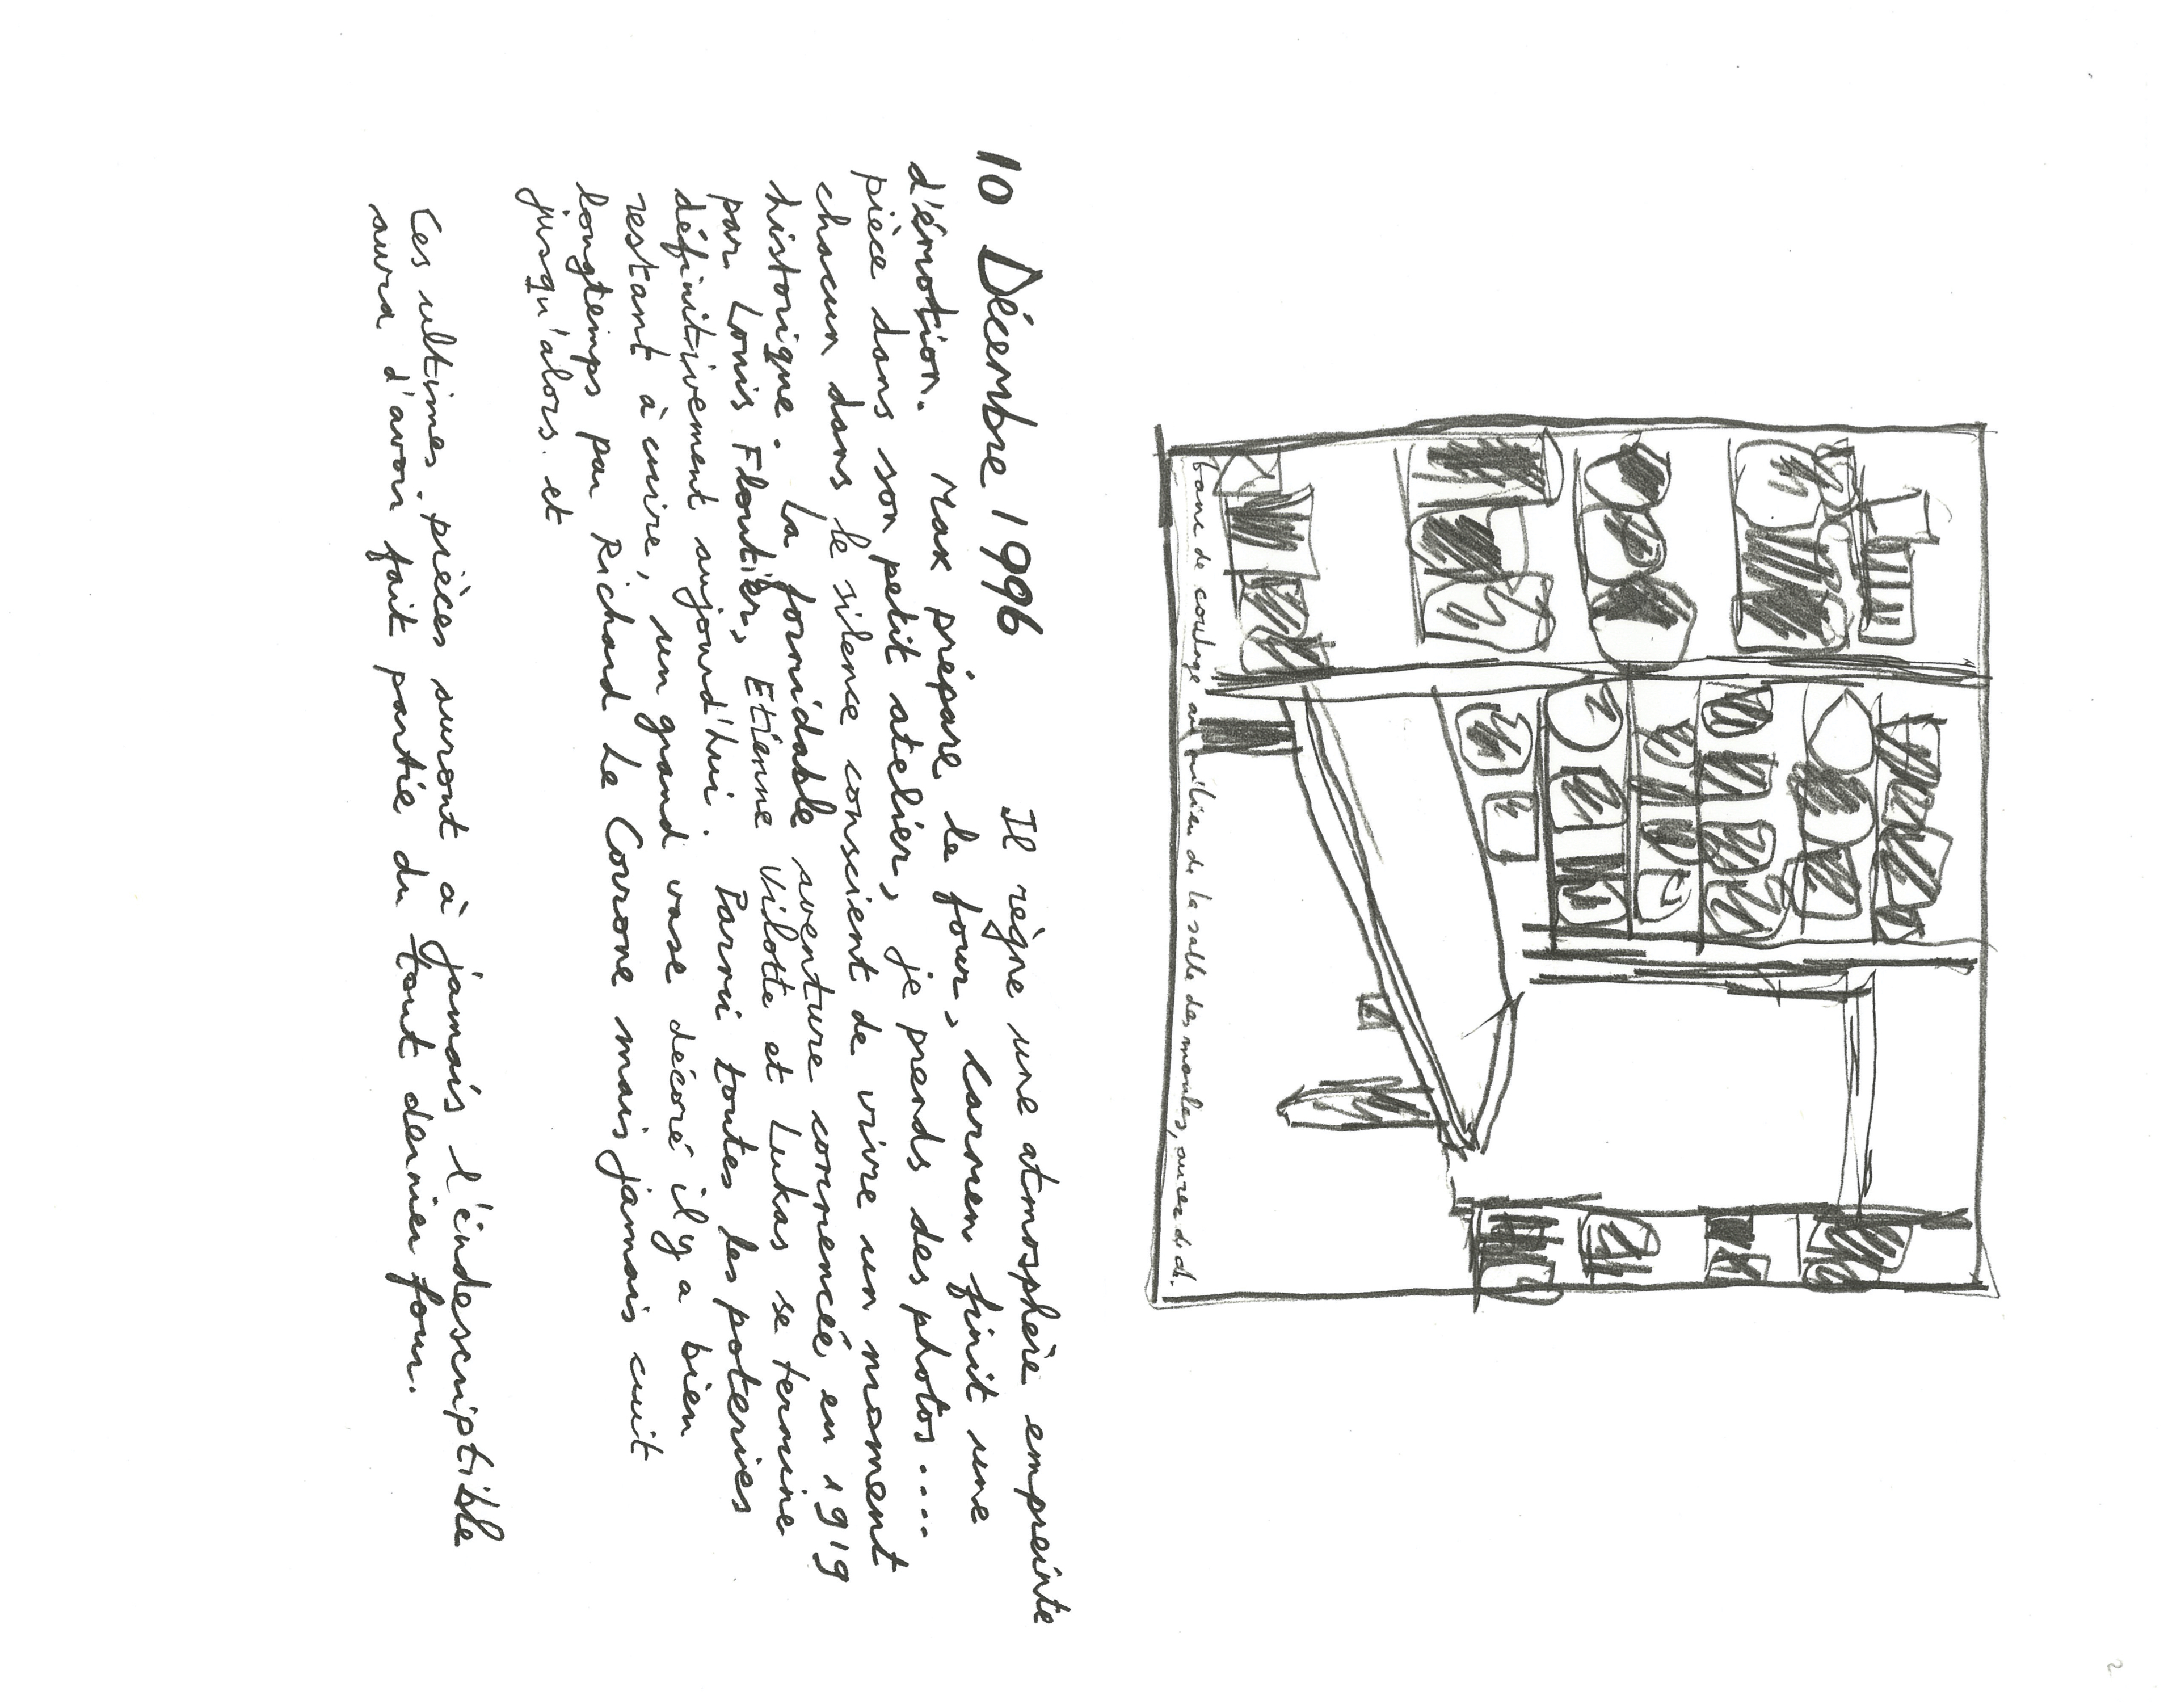 2
banc de coulage au milieu de la salle des moules, au rez de ch.
10 Décembre 1996 Il règne une atmosphère empreinte
d'émotion. Max prépare le four, Carmen finit une
pièce dans son petit atelier, je prends des photos....
chacun dans le silence conscient de vivre un moment
historique. La formidable aventure commencée en 1919
par Louis Floutier, Etienne Vilotte et Lukas se termine
définitivement aujourd'hui. Parmi toutes les poteries
restant à cuire, un grand vase décoré il y a bien
longtemps par Richard Le Corrone mais jamais cuit
jusqu'alors. et
Ces ultimes pièces auront à jamais l'indescriptible
aura d'avoir fait partie du tout dernier four.